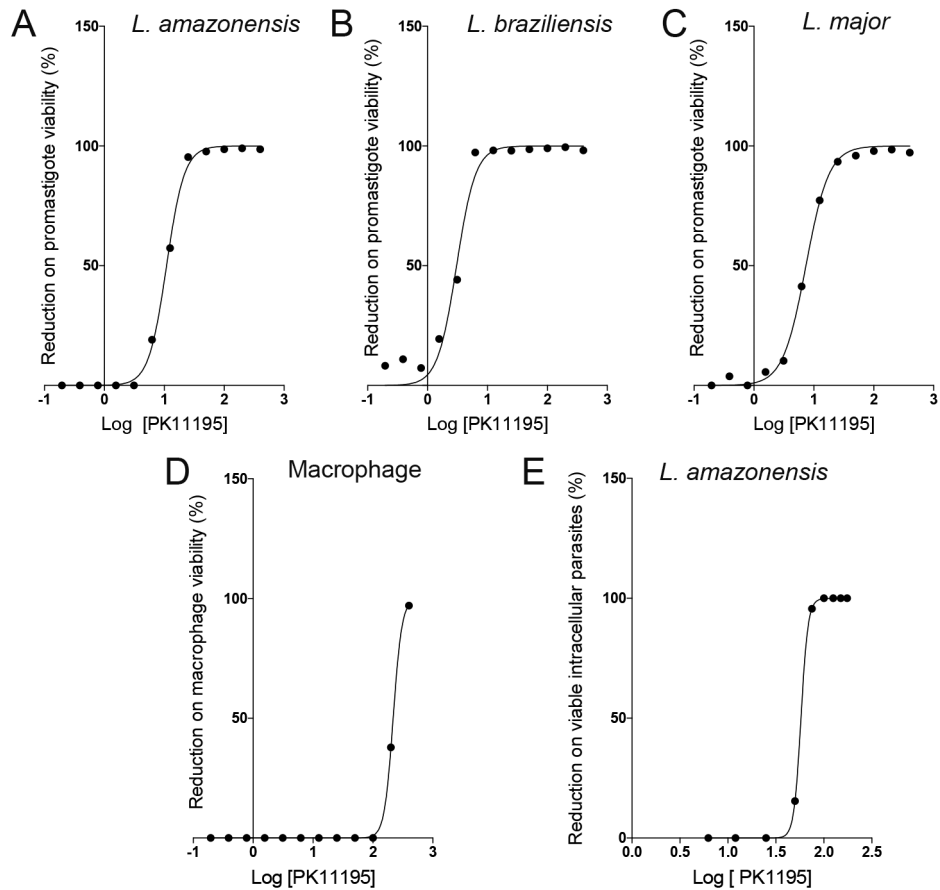 A
L. amazonensis
150
100
50
Reduction on promastigote viability (%)
-1 0 1 2 3
Log [PK11195]
B
L. braziliensis
150
100
50
Reduction on promastigote viability (%)
-1 0 1 2 3
Log [PK11195]
C
L. major
150
100
50
Reduction on promastigote viability (%)
-1 0 1 2 3
Log [PK11195]
D
Macrophage
150
100
50
Reduction on macrophage viability (%)
-1 0 1 2 3
Log [PK11195]
E
L. amazonensis
150
100
50
0
Reduction on viable intracellular parasites (%)
0.0 0.5 1.0 1.5 2.0 2.5
Log [ PK1195]